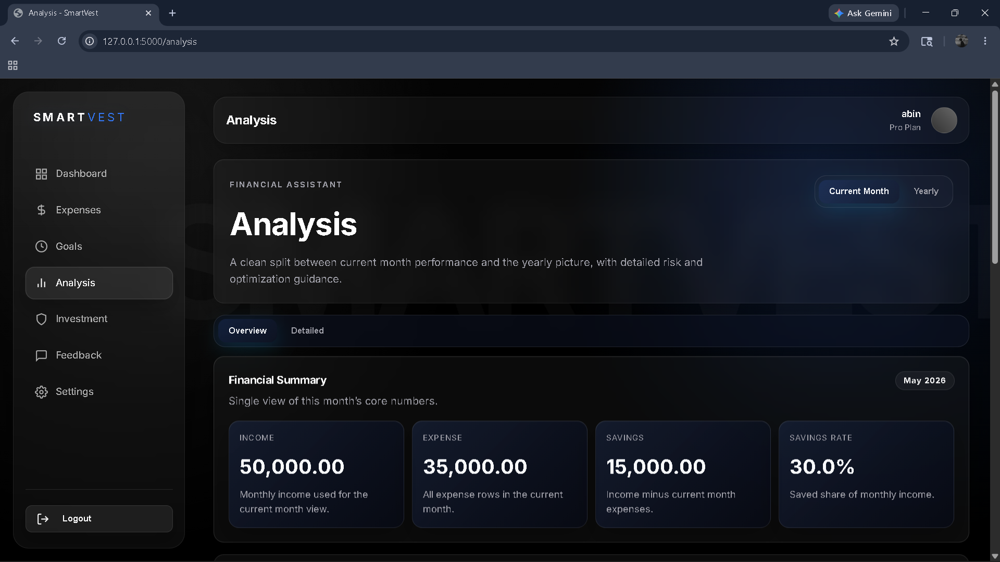 Analysis - SmartVest
Ask Gemini
127.0.0.1:5000/analysis
SMARTVEST
Dashboard
Expenses
Goals
Analysis
Investment
Feedback
Settings
Logout
Analysis
abin
Pro Plan
FINANCIAL ASSISTANT
Current Month
Yearly
Analysis
A clean split between current month performance and the yearly picture, with detailed risk and
optimization guidance.
Overview
Detailed
Financial Summary
May 2026
Single view of this month's core numbers.
INCOME
50,000.00
Monthly income used for the
current month view.
EXPENSE
35,000.00
All expense rows in the current
month.
SAVINGS
15,000.00
Income minus current month
expenses.
SAVINGS RATE
30.0%
Saved share of monthly income.
SMARTVEST